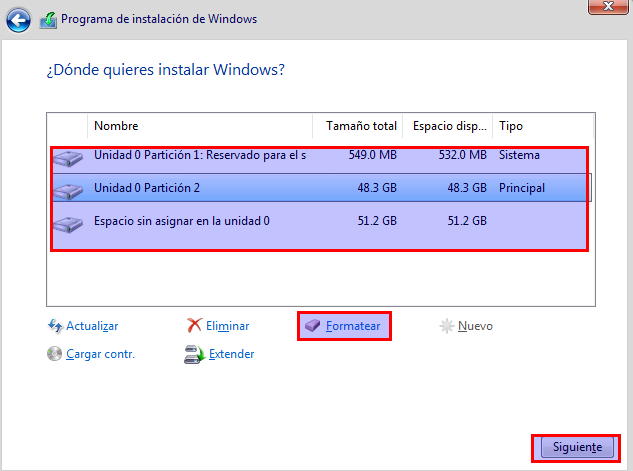 Programa de instalación de Windows
¿Dónde quieres instalar Windows?
Nombre Tamaño total Espacio disp... Tipo
Unidad 0 Partición 1: Reservado para el s 549.0 MB 532.0 MB Sistema
Unidad 0 Partición 2 48.3 GB 48.3 GB Principal
Espacio sin asignar en la unidad 0 51.2 GB 51.2 GB
Actualizar Eliminar Formatear Nuevo
Cargar contr. Extender
Siguiente